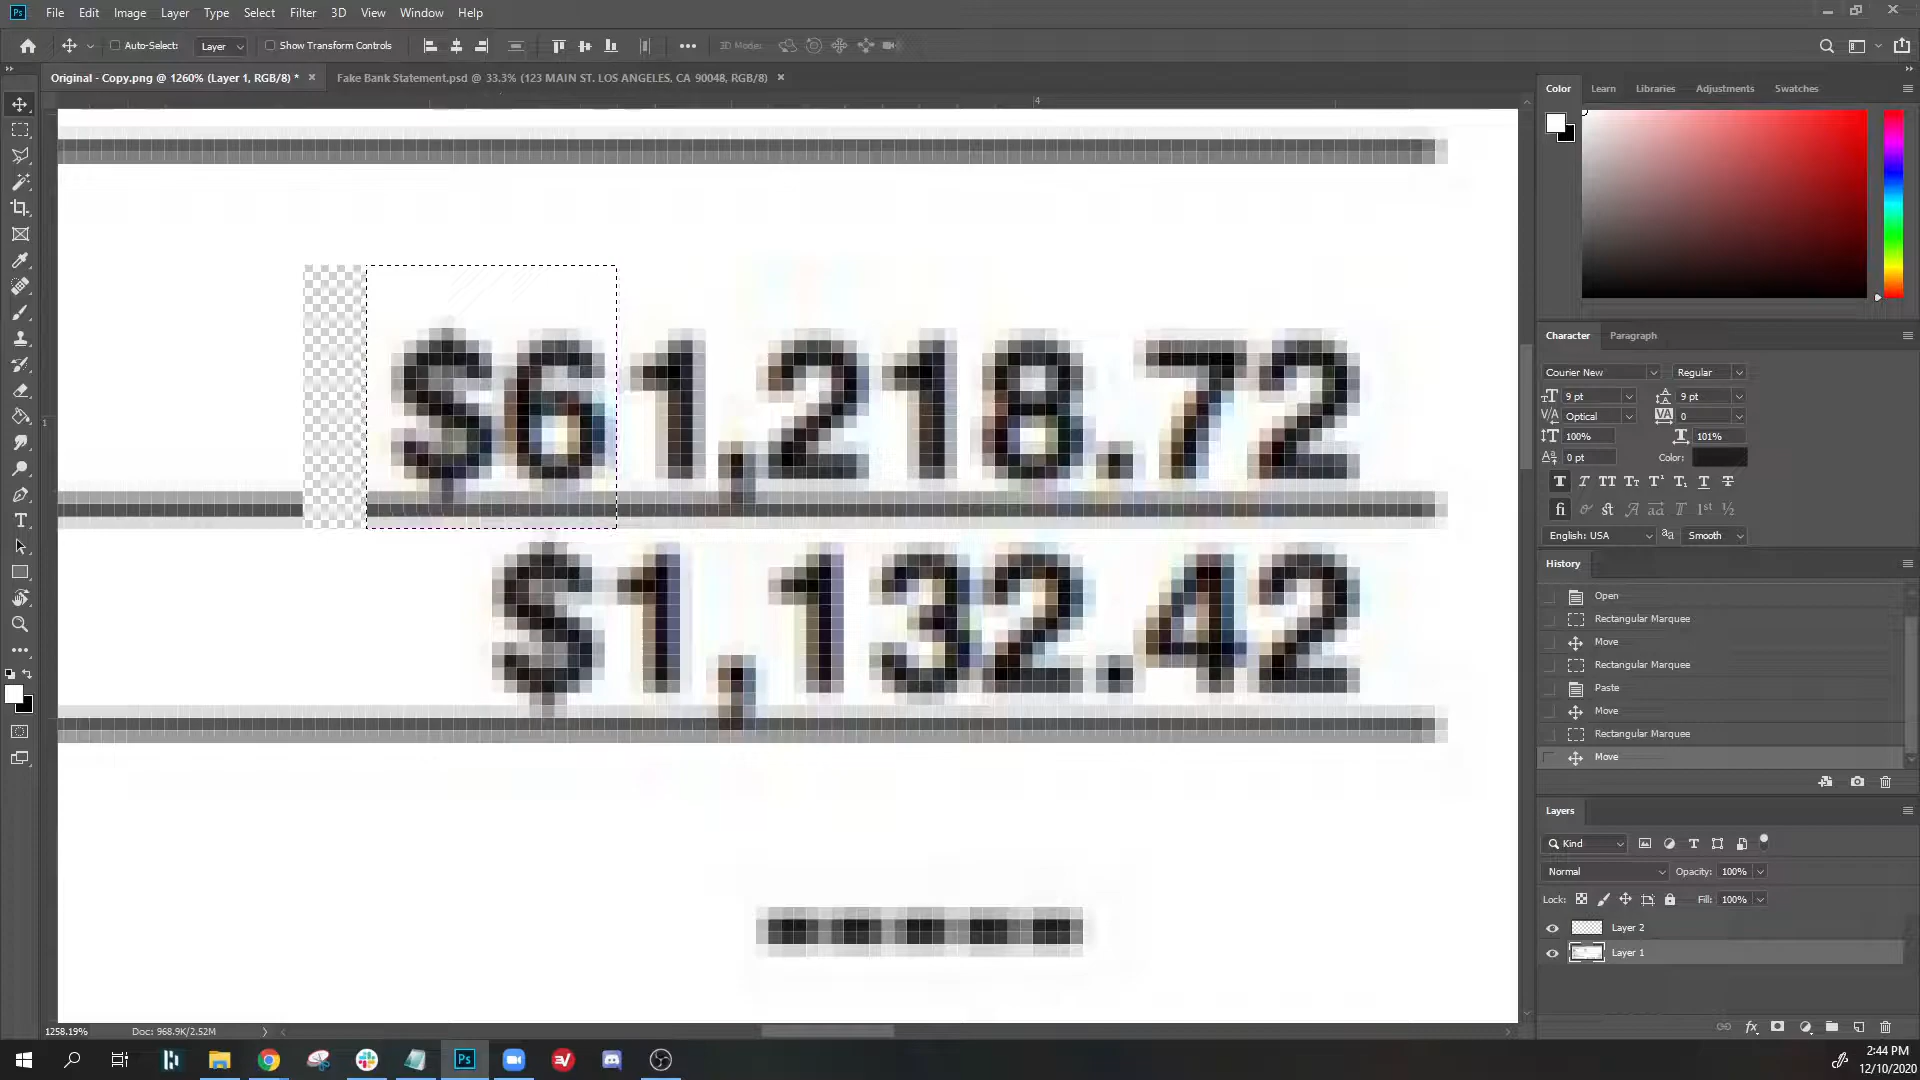 Ps File Edit Image Layer Type Select Filter 3D View Window Help
Auto-Select: Layer Show Transform Controls 3D Mode:
Original - Copy.png @ 1260% (Layer 1, RGB/8) * × Fake Bank Statement.psd @ 33.3% (123 MAIN ST. LOS ANGELES, CA 90048, RGB/8) ×
Color Learn Libraries Adjustments Swatches
4
1
$61,218.72
$1,132.42
Character Paragraph
Courier New Regular
9 pt 9 pt
Optical 0
100% 101%
0 pt Color:
English: USA Smooth
History
Open
Rectangular Marquee
Move
Rectangular Marquee
Paste
Move
Rectangular Marquee
Move
Layers
Kind
Normal Opacity: 100%
Lock: Fill: 100%
Layer 2
Layer 1
1258.19% Doc: 968.9K/2.52M
2:44 PM
12/10/2020